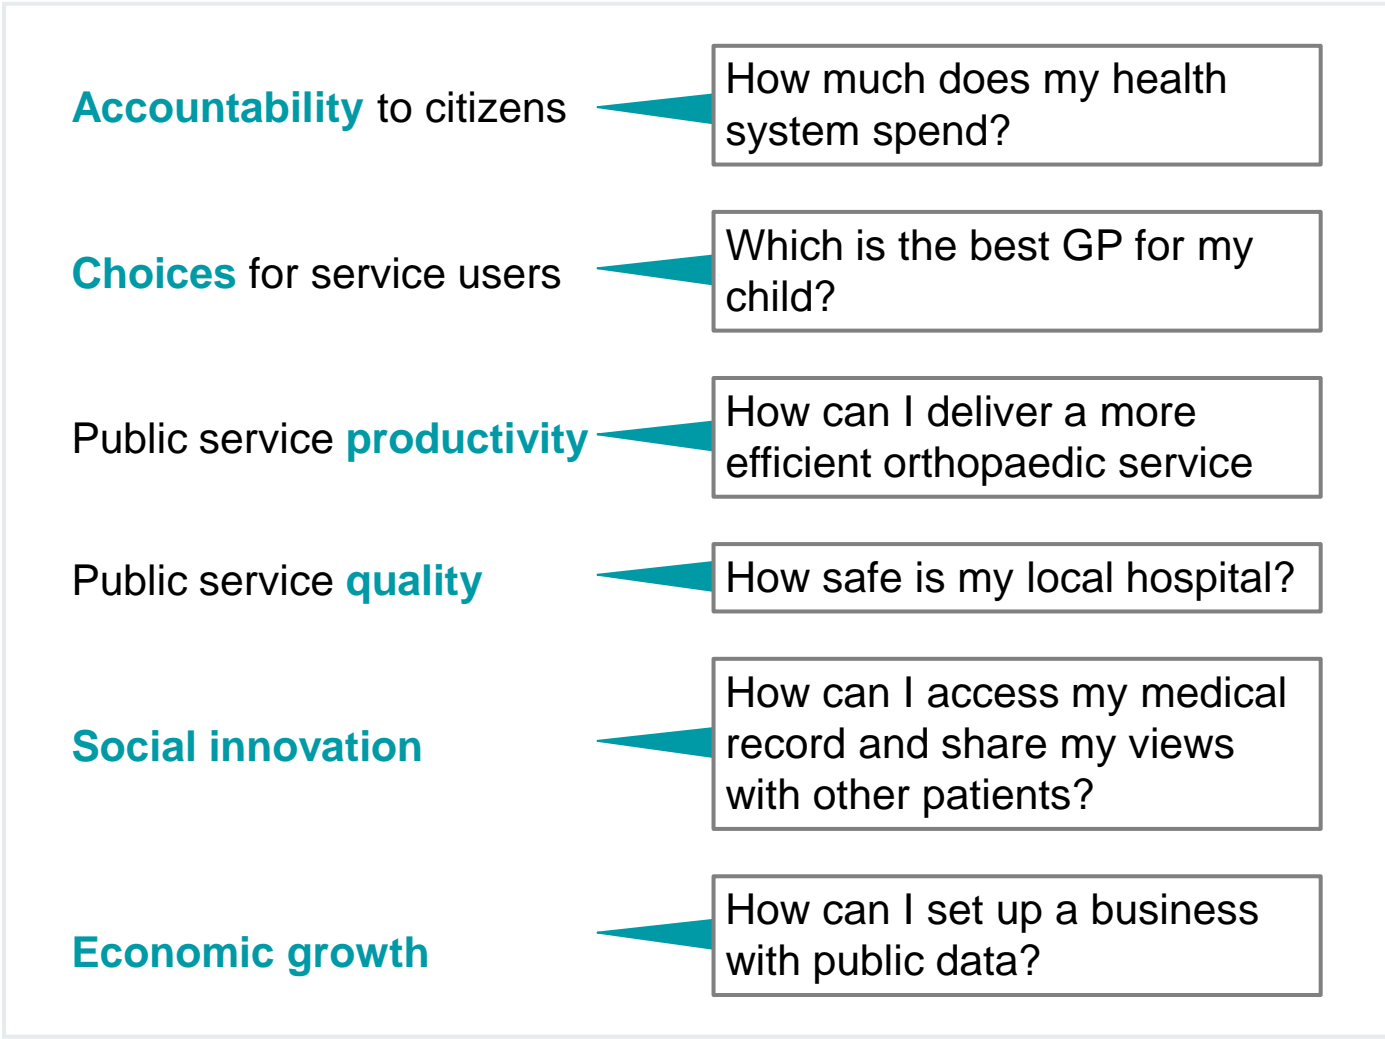 Accountability to citizens
How much does my health
system spend?
Choices for service users
Which is the best GP for my
child?
Public service productivity
How can I deliver a more
efficient orthopaedic service
Public service quality
How safe is my local hospital?
Social innovation
How can I access my medical
record and share my views
with other patients?
Economic growth
How can I set up a business
with public data?